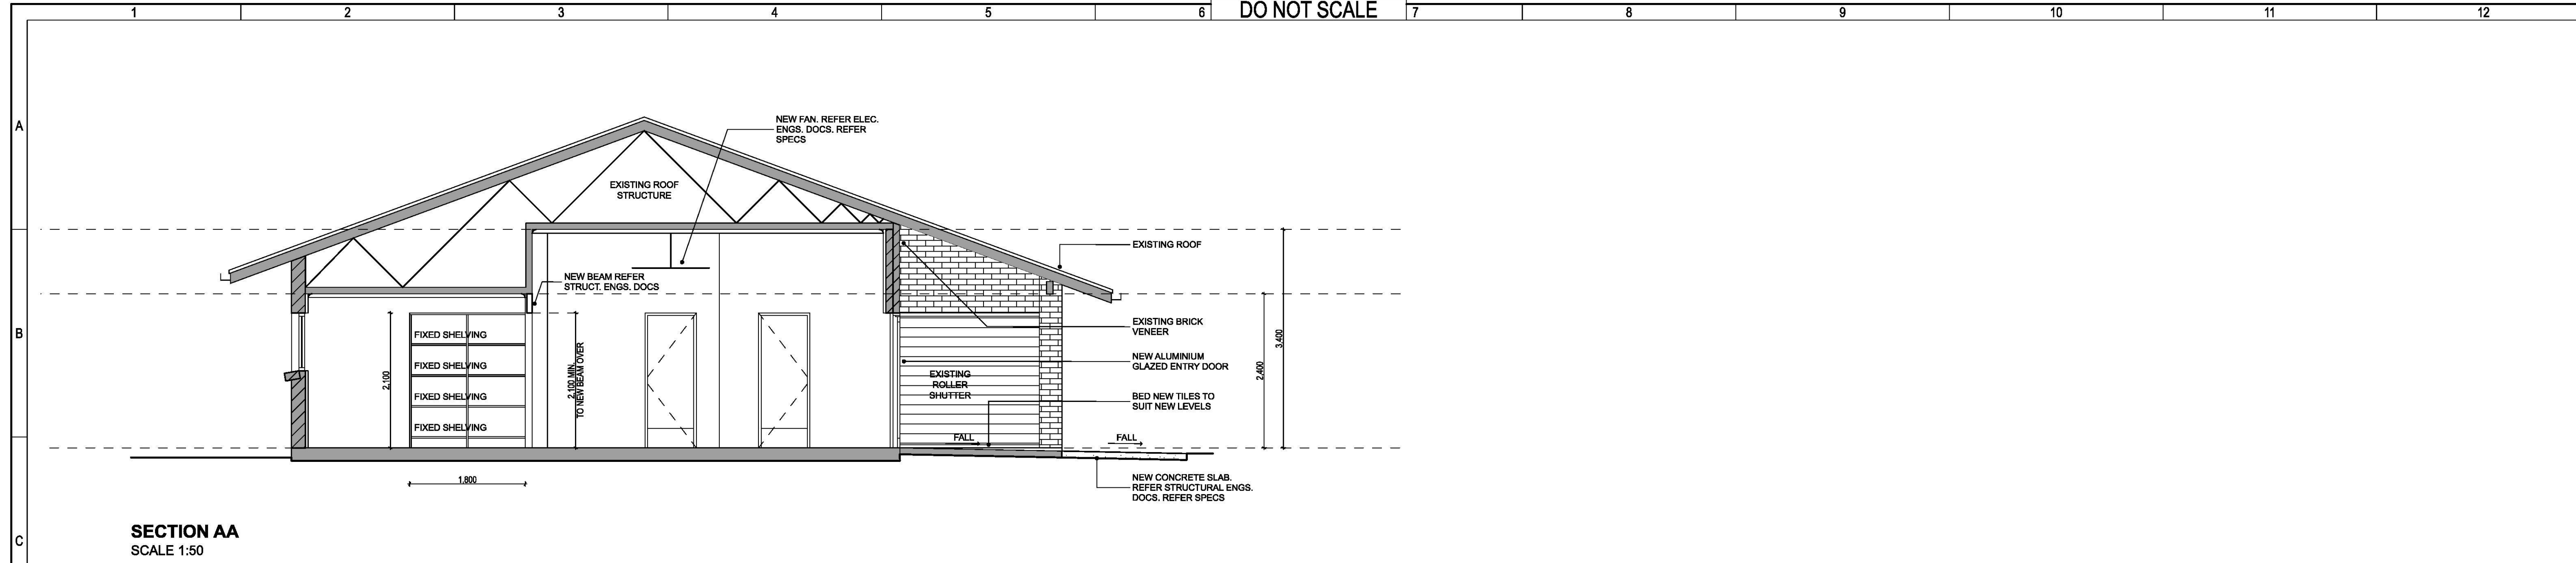 1 2 3 4 5 6 DO NOT SCALE 7 8 9 10 11 12
A
NEW FAN. REFER ELEC.
ENGS. DOCS. REFER
SPECS
EXISTING ROOF
STRUCTURE
EXISTING ROOF
NEW BEAM REFER
STRUCT. ENGS. DOCS
B
EXISTING BRICK
VENEER
FIXED SHELVING
FIXED SHELVING
FIXED SHELVING
FIXED SHELVING
2,100
2,100 MIN.
TO NEW BEAM OVER
NEW ALUMINIUM
GLAZED ENTRY DOOR
EXISTING
ROLLER
SHUTTER
2,400
3,400
BED NEW TILES TO
SUIT NEW LEVELS
FALL
FALL
1,800
NEW CONCRETE SLAB.
REFER STRUCTURAL ENGS.
DOCS. REFER SPECS
SECTION AA
SCALE 1:50
C